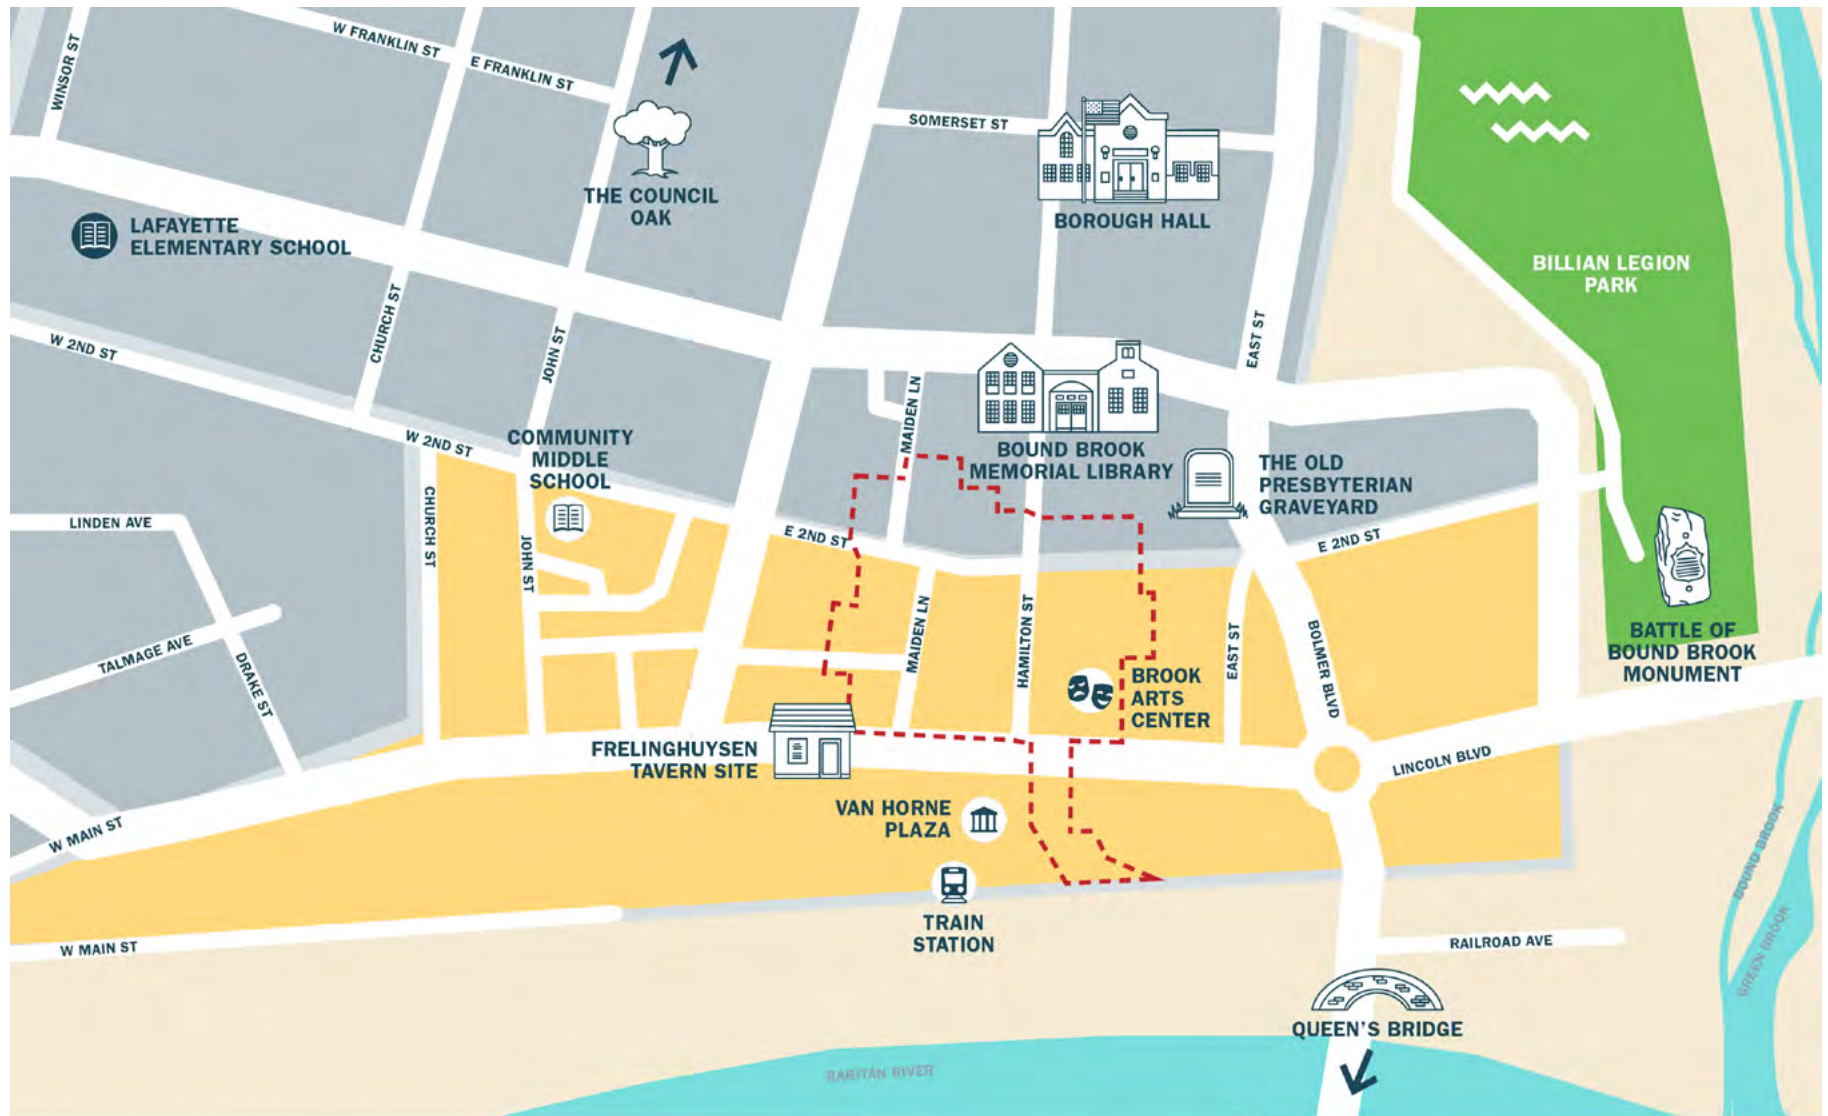 WINSOR ST
W FRANKLIN ST
E FRANKLIN ST
THE COUNCIL
OAK
SOMERSET ST
BOROUGH HALL
LAFAYETTE
ELEMENTARY SCHOOL
BILLIAN LEGION
PARK
W 2ND ST
CHURCH ST
JOHN ST
EAST ST
MAIDEN LN
W 2ND ST
COMMUNITY
MIDDLE
SCHOOL
BOUND BROOK
MEMORIAL LIBRARY
THE OLD
PRESBYTERIAN
GRAVEYARD
LINDEN AVE
CHURCH ST
JOHN ST
E 2ND ST
E 2ND ST
TALMAGE AVE
DRAKE ST
MAIDEN LN
HAMILTON ST
EAST ST
BOLMER BLVD
BATTLE OF
BOUND BROOK
MONUMENT
BROOK
ARTS
CENTER
FRELINGHUYSEN
TAVERN SITE
LINCOLN BLVD
VAN HORNE
PLAZA
W MAIN ST
BOUND BROOK
TRAIN
STATION
W MAIN ST
RAILROAD AVE
GREEN BROOK
QUEEN'S BRIDGE
RARITAN RIVER